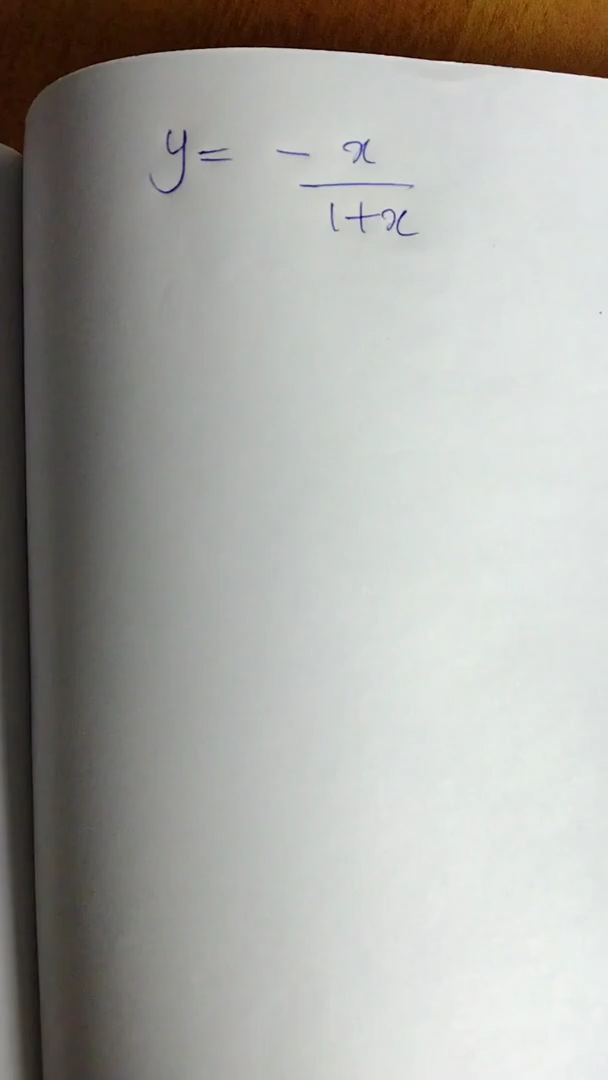 y = - x
1+x